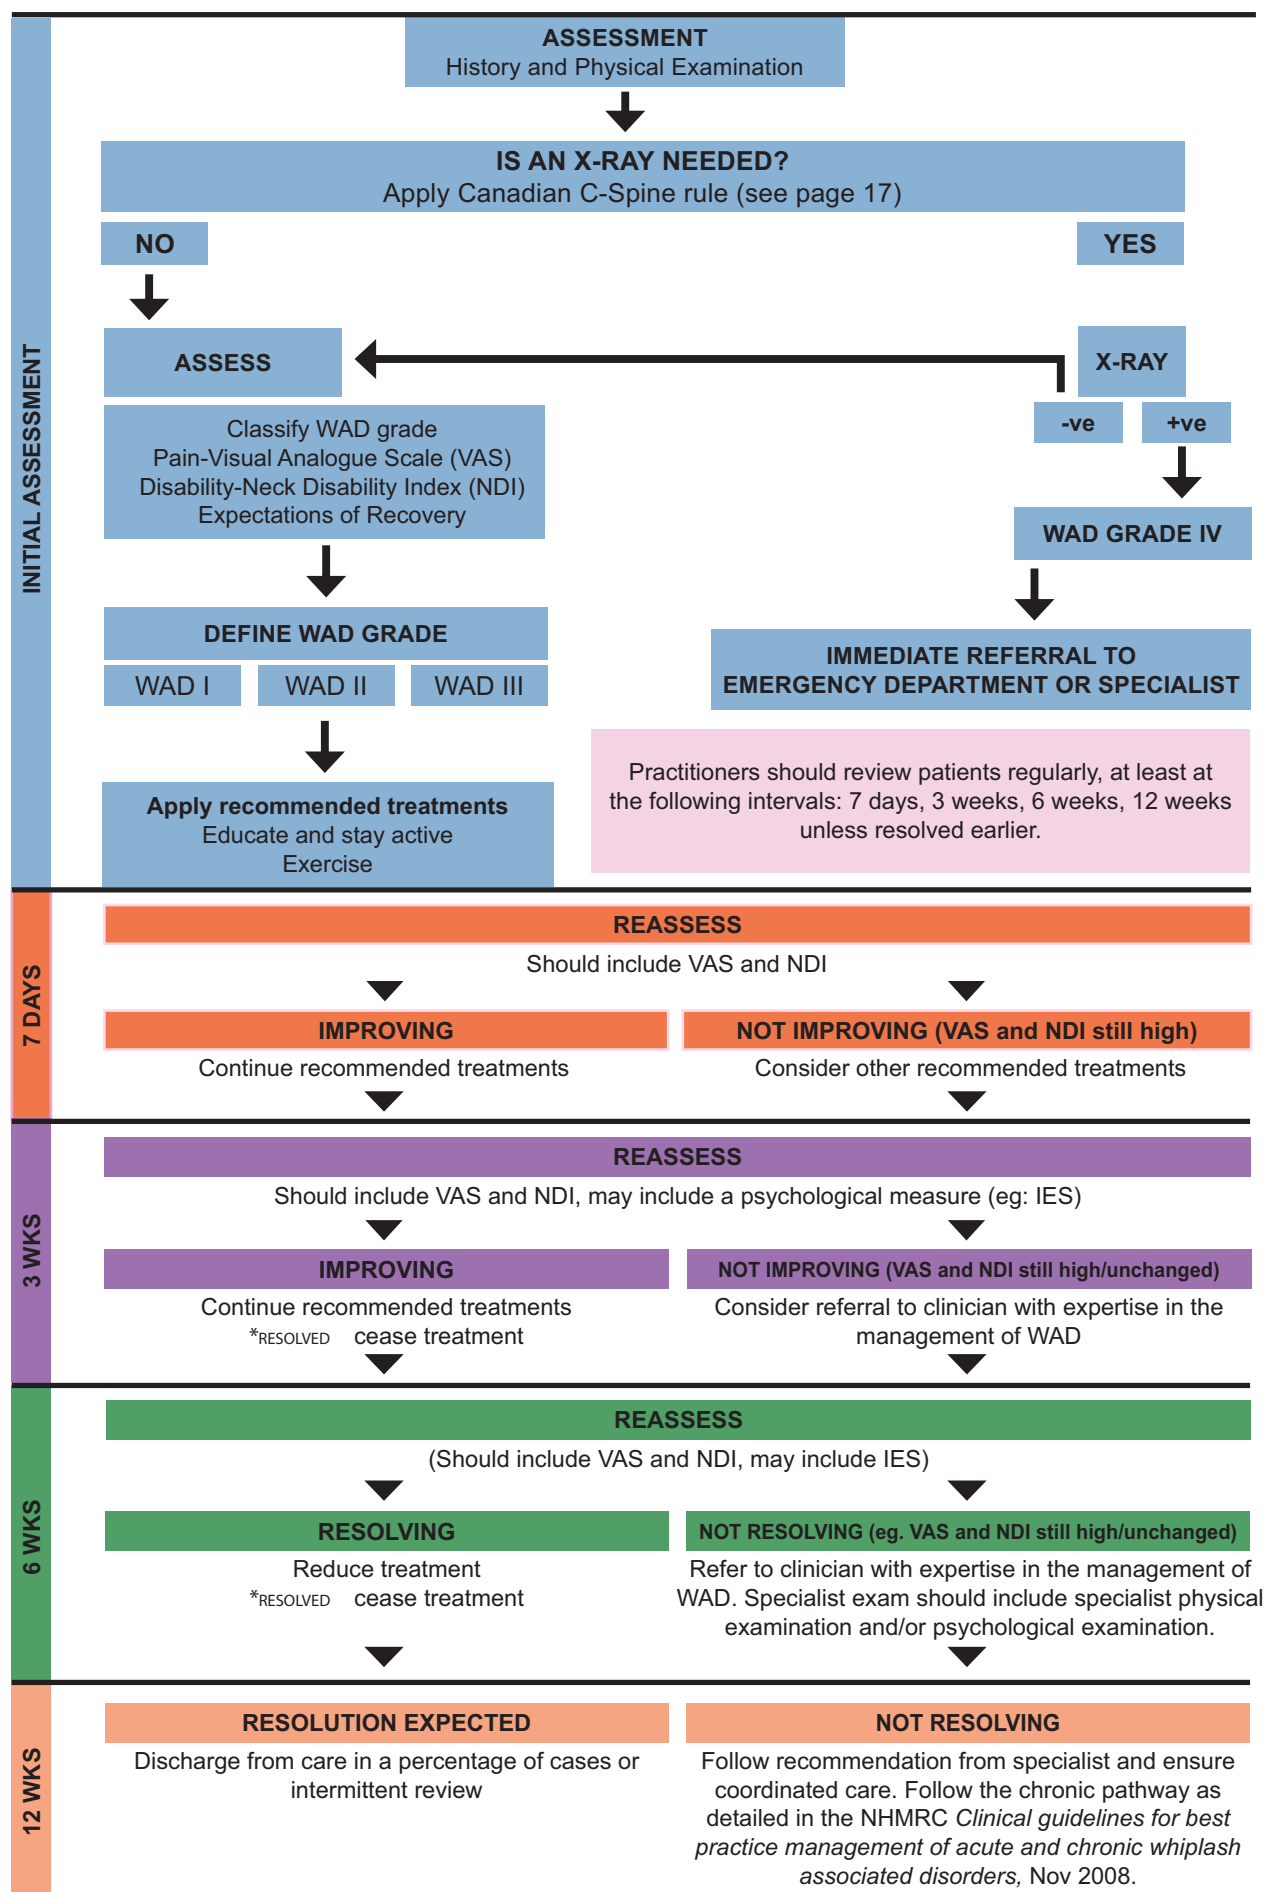 ASSESSMENT
History and Physical Examination
IS AN X-RAY NEEDED?
Apply Canadian C-Spine rule (see page 17)
NO
YES
INITIAL ASSESSMENT
ASSESS
X-RAY
-ve
+ve
Classify WAD grade
Pain-Visual Analogue Scale (VAS)
Disability-Neck Disability Index (NDI)
Expectations of Recovery
WAD GRADE IV
DEFINE WAD GRADE
WAD I
WAD II
WAD III
IMMEDIATE REFERRAL TO
EMERGENCY DEPARTMENT OR SPECIALIST
Apply recommended treatments
Educate and stay active
Exercise
Practitioners should review patients regularly, at least at
the following intervals: 7 days, 3 weeks, 6 weeks, 12 weeks
unless resolved earlier.
7 DAYS
REASSESS
Should include VAS and NDI
IMPROVING
Continue recommended treatments
NOT IMPROVING (VAS and NDI still high)
Consider other recommended treatments
3 WKS
REASSESS
Should include VAS and NDI, may include a psychological measure (eg: IES)
IMPROVING
Continue recommended treatments
*RESOLVED cease treatment
NOT IMPROVING (VAS and NDI still high/unchanged)
Consider referral to clinician with expertise in the
management of WAD
6 WKS
REASSESS
(Should include VAS and NDI, may include IES)
RESOLVING
Reduce treatment
*RESOLVED cease treatment
NOT RESOLVING (eg. VAS and NDI still high/unchanged)
Refer to clinician with expertise in the management of
WAD. Specialist exam should include specialist physical
examination and/or psychological examination.
12 WKS
RESOLUTION EXPECTED
Discharge from care in a percentage of cases or
intermittent review
NOT RESOLVING
Follow recommendation from specialist and ensure
coordinated care. Follow the chronic pathway as
detailed in the NHMRC Clinical guidelines for best
practice management of acute and chronic whiplash
associated disorders, Nov 2008.